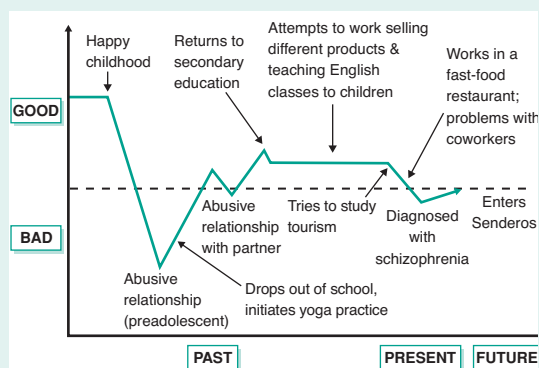 Happy
childhood
Returns to
secondary
education
Attempts to work selling
different products &
teaching English
classes to children
Works in a
fast-food
restaurant;
problems with
coworkers
GOOD
BAD
Abusive
relationship
(preadolescent)
Drops out of school,
initiates yoga practice
Abusive
relationship
with partner
Tries to study
tourism
Diagnosed
with
schizophrenia
Enters
Senderos
PAST
PRESENT
FUTURE